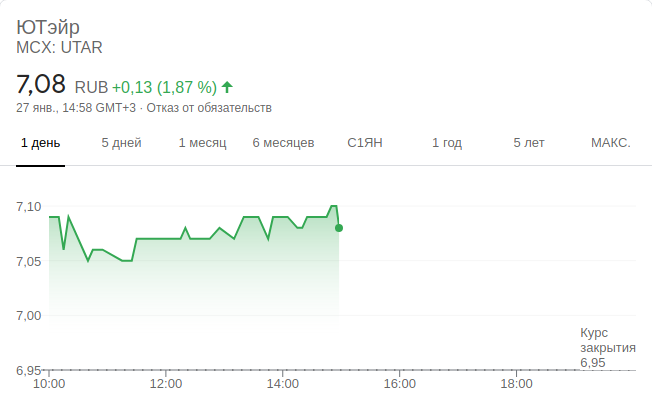 ЮТэйр
MCX: UTAR
7,08 RUB +0,13 (1,87 %)
27 янв., 14:58 GMT+3 · Отказ от обязательств
1 день 5 дней 1 месяц 6 месяцев С1ЯН 1 год 5 лет МАКС.
7,10
7,05
7,00
Курс
закрытия
6,95
6,95
10:00 12:00 14:00 16:00 18:00